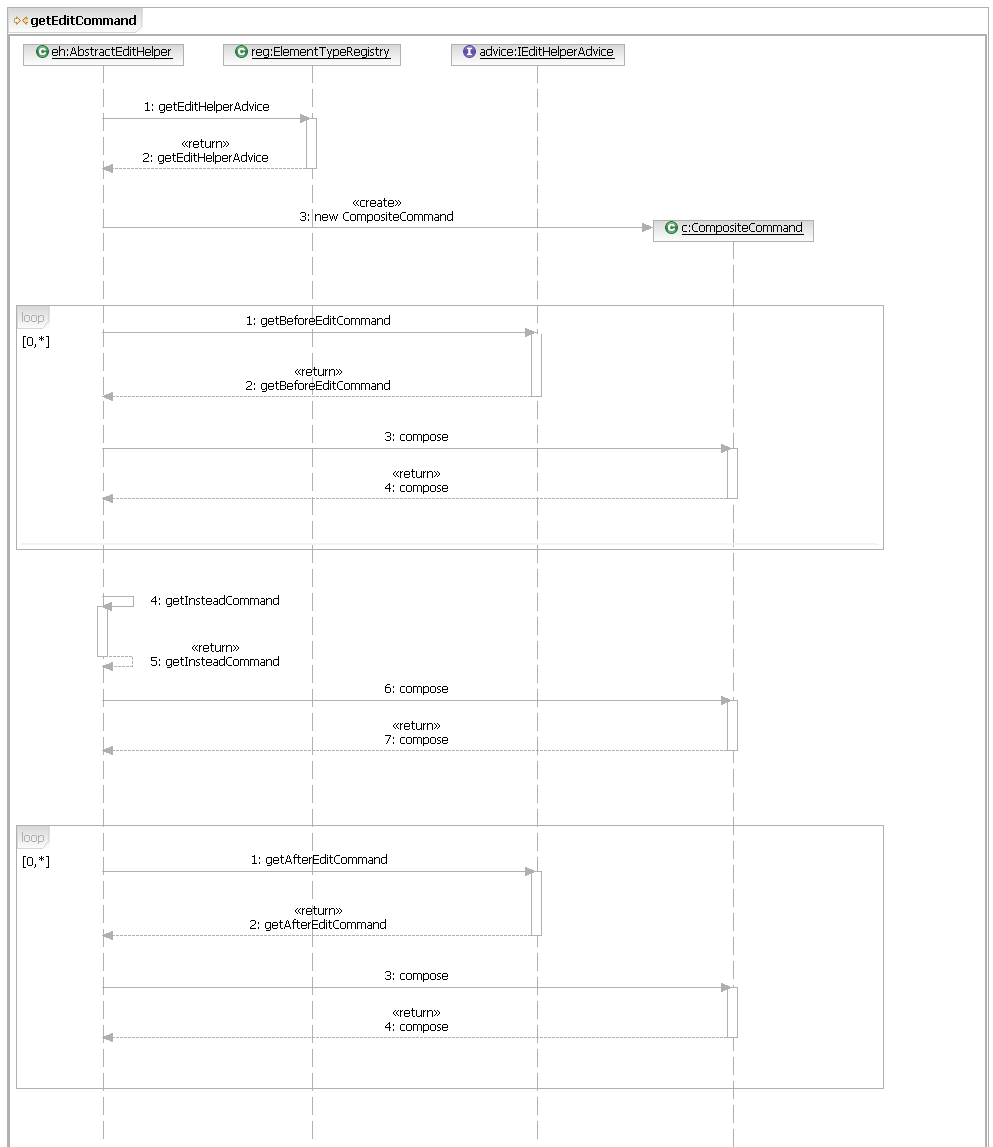 getEditCommand
C eh:AbstractEditHelper
C reg:ElementTypeRegistry
I advice:IEditHelperAdvice
1: getEditHelperAdvice
«return»
2: getEditHelperAdvice
«create»
3: new CompositeCommand
C c:CompositeCommand
loop
[0,*]
1: getBeforeEditCommand
«return»
2: getBeforeEditCommand
3: compose
«return»
4: compose
4: getInsteadCommand
«return»
5: getInsteadCommand
6: compose
«return»
7: compose
loop
[0,*]
1: getAfterEditCommand
«return»
2: getAfterEditCommand
3: compose
«return»
4: compose